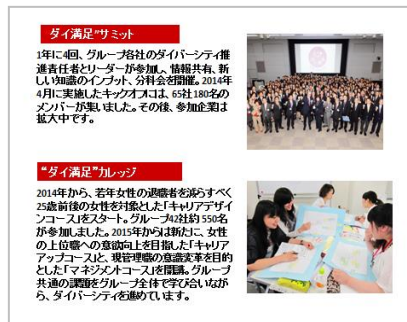 ダイ満足"サミット
1年に4回、グループ各社のダイバーシティ推
進責任者とリーダーが参加し、情報共有、新
しい知識のインプット、分科会を開催。2014年
4月に実施したキックオフには、65社180名の
メンバーが集いました。その後、参加企業は
拡大中です。
"ダイ満足"カレッジ
2014年から、若年女性の退職者を減らすべく
25歳前後の女性を対象とした「キャリアデザイ
ンコース」をスタート。グループ42社約550名
が参加しました。2015年からは新たに、女性
の上位職への意欲向上を目指した「キャリア
アップコース」と、現管理職の意識変革を目的
とした「マネジメントコース」を開講。グループ
共通の課題をグループ全体で学び合いなが
ら、ダイバーシティを進めています。